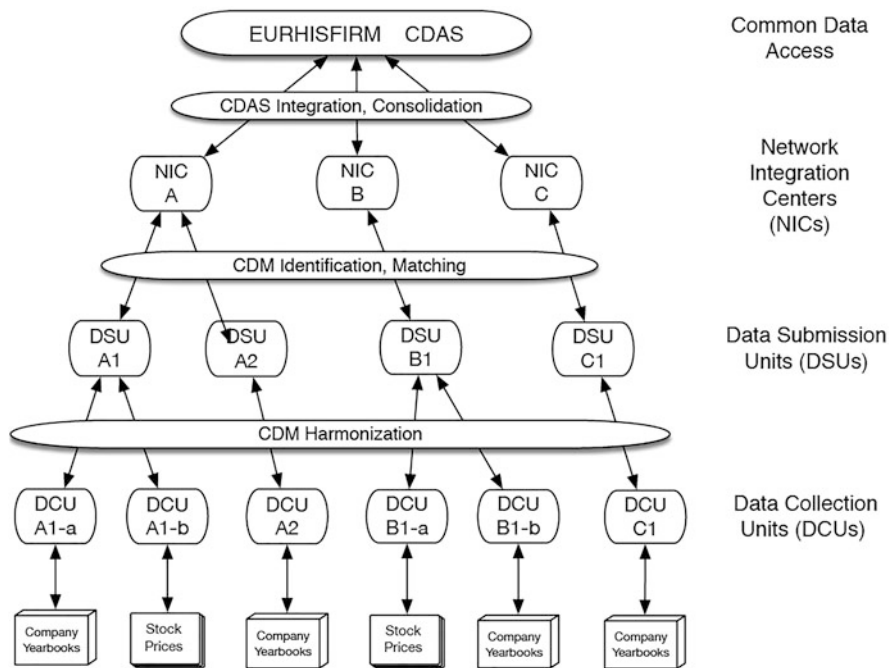 EURHISFIRM CDAS
Common Data
Access
CDAS Integration, Consolidation
NIC
A
NIC
B
NIC
C
Network
Integration
Centers
(NICs)
CDM Identification, Matching
DSU
A1
DSU
A2
DSU
B1
DSU
C1
Data Submission
Units (DSUs)
CDM Harmonization
DCU
A1-a
DCU
A1-b
DCU
A2
DCU
B1-a
DCU
B1-b
DCU
C1
Data Collection
Units (DCUs)
Company
Yearbooks
Stock
Prices
Company
Yearbooks
Stock
Prices
Company
Yearbooks
Company
Yearbooks